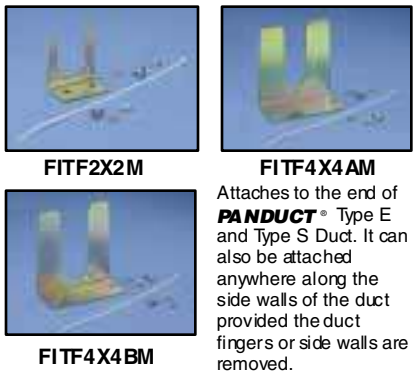 FITF2X2M
FITF4X4AM
Attaches to the end of
PANDUCT® Type E
and Type S Duct. It can
also be attached
anywhere along the
side walls of the duct
provided the duct
fingers or side walls are
removed.
FITF4X4BM